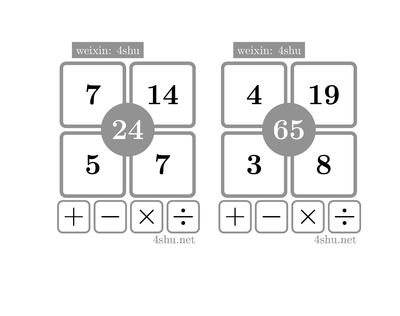 weixin: 4shu
7 14
24
5 7
+ − × ÷
4shu.net
weixin: 4shu
4 19
65
3 8
+ − × ÷
4shu.net